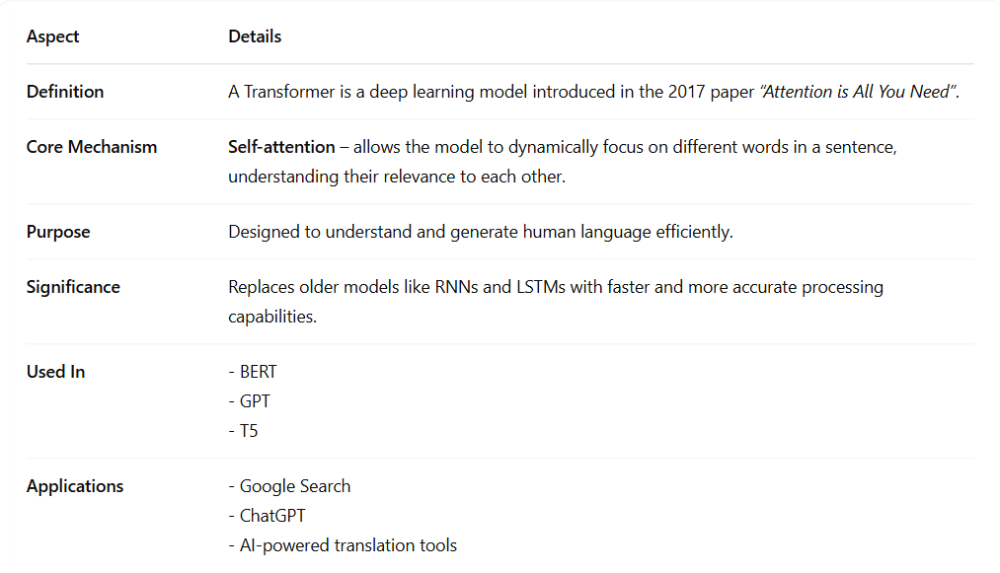 Aspect Details
Definition A Transformer is a deep learning model introduced in the 2017 paper “Attention is All You Need”.
Core Mechanism Self-attention – allows the model to dynamically focus on different words in a sentence,
understanding their relevance to each other.
Purpose Designed to understand and generate human language efficiently.
Significance Replaces older models like RNNs and LSTMs with faster and more accurate processing
capabilities.
Used In - BERT
- GPT
- T5
Applications - Google Search
- ChatGPT
- AI-powered translation tools